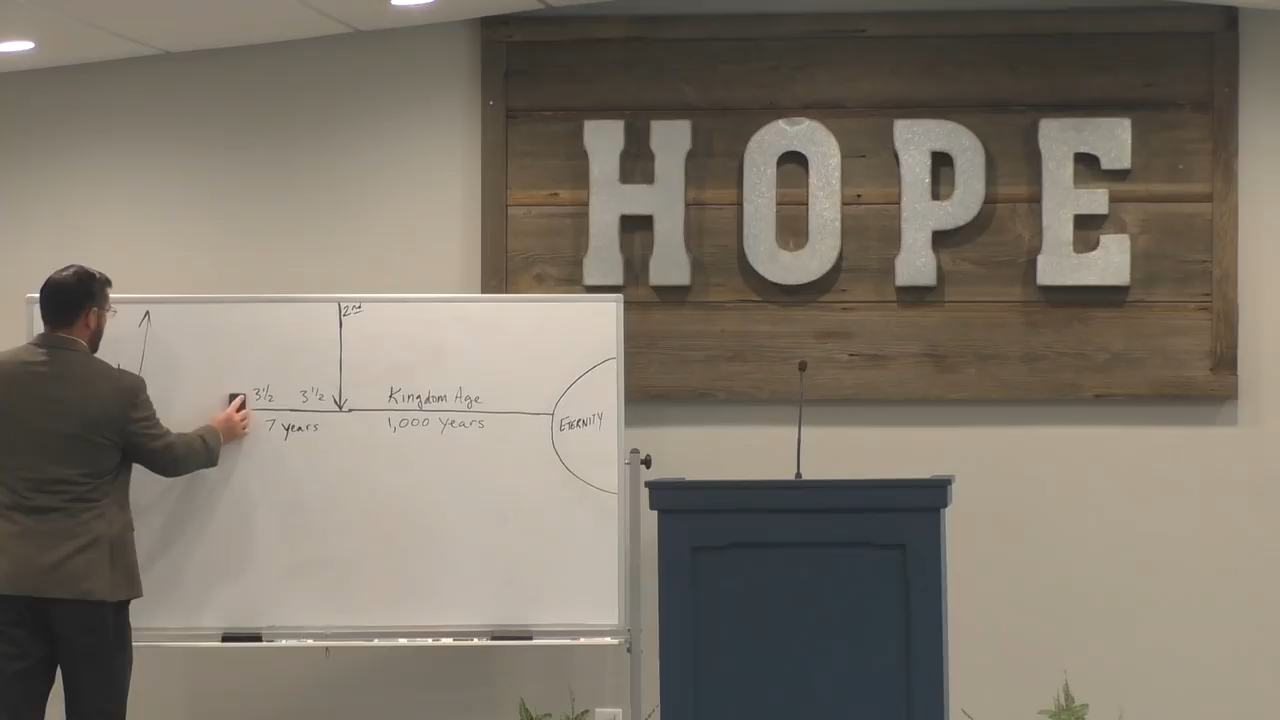 HOPE
2nd
3½ 3½ Kingdom Age
7 years 1,000 years
ETERNITY